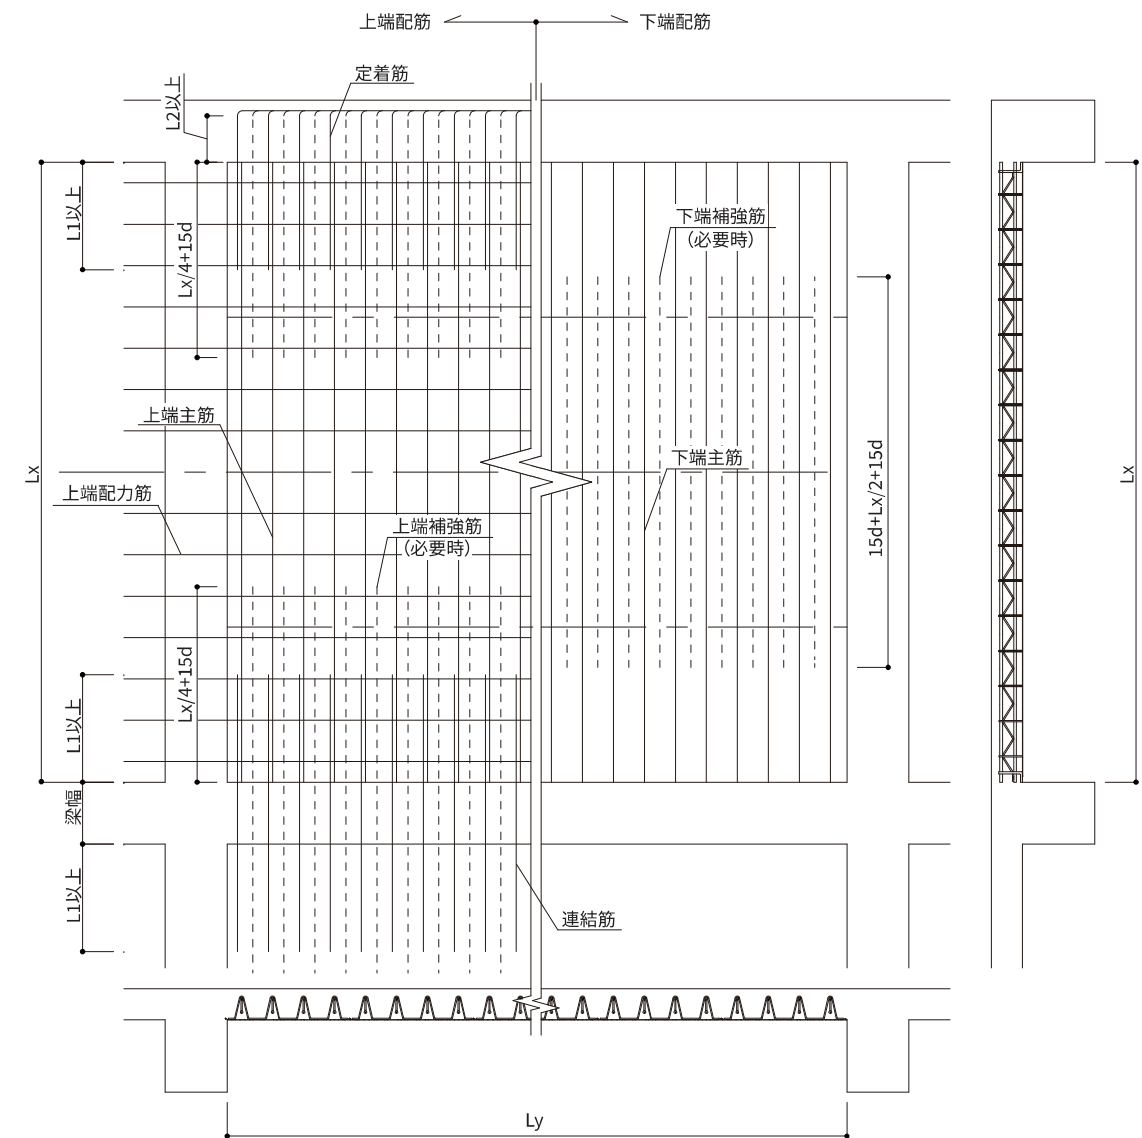 上端配筋
下端配筋
定着筋
L2以上
L1以上
Lx/4+15d
下端補強筋
(必要時)
上端主筋
下端主筋
Lx
15d+Lx/2+15d
Lx
上端配力筋
上端補強筋
(必要時)
Lx/4+15d
L1以上
梁幅
L1以上
連結筋
Ly